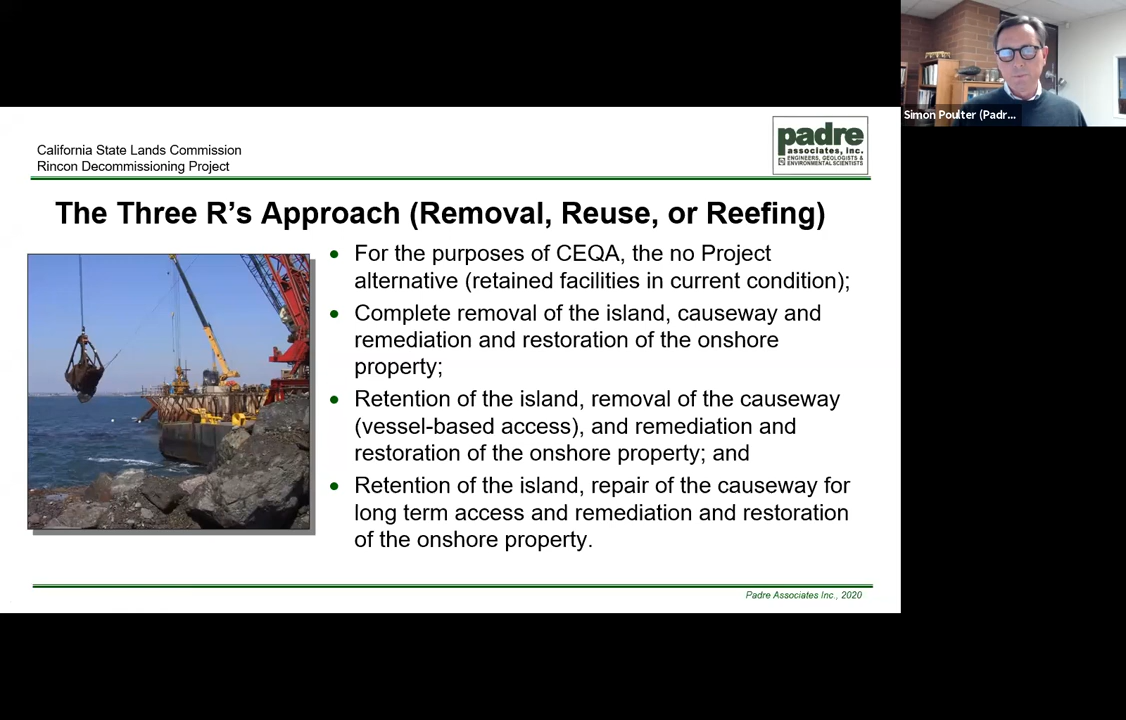 Simon Poulter (Padr...
California State Lands Commission
Rincon Decommissioning Project
padre
associates, inc.
ENGINEERS, GEOLOGISTS &
ENVIRONMENTAL SCIENTISTS
The Three R's Approach (Removal, Reuse, or Reefing)
• For the purposes of CEQA, the no Project
alternative (retained facilities in current condition);
• Complete removal of the island, causeway and
remediation and restoration of the onshore
property;
• Retention of the island, removal of the causeway
(vessel-based access), and remediation and
restoration of the onshore property; and
• Retention of the island, repair of the causeway for
long term access and remediation and restoration
of the onshore property.
Padre Associates Inc., 2020